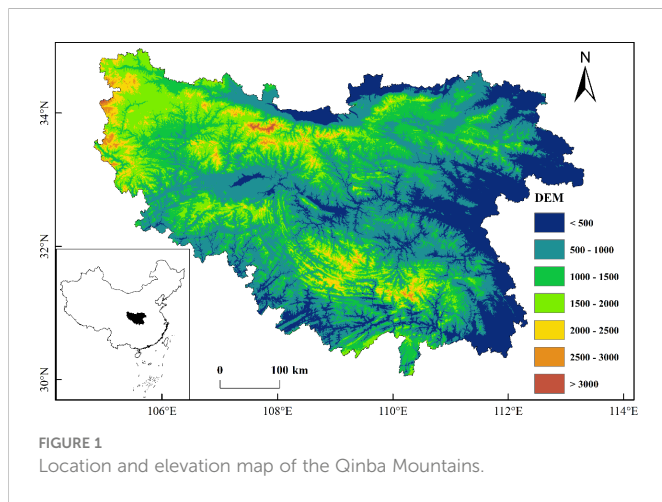 N
34°N
32°N
30°N
DEM
< 500
500 - 1000
1000 - 1500
1500 - 2000
2000 - 2500
2500 - 3000
> 3000
0 100 km
106°E 108°E 110°E 112°E 114°E
FIGURE 1
Location and elevation map of the Qinba Mountains.